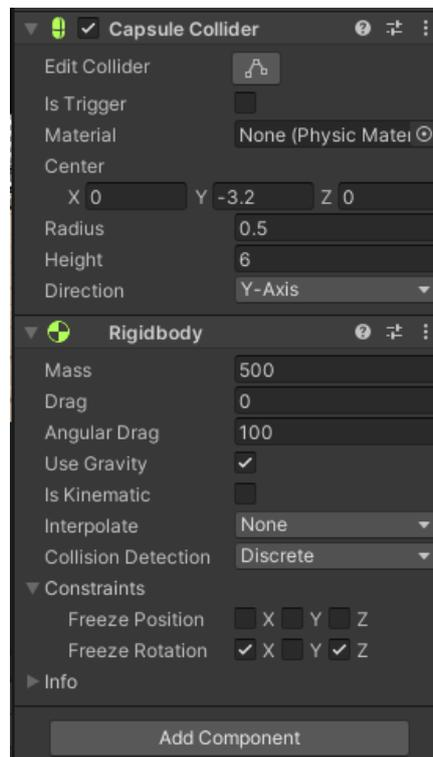 Capsule Collider
Edit Collider
Is Trigger
Material None (Physic Mater
Center
X 0 Y -3.2 Z 0
Radius 0.5
Height 6
Direction Y-Axis
Rigidbody
Mass 500
Drag 0
Angular Drag 100
Use Gravity
Is Kinematic
Interpolate None
Collision Detection Discrete
Constraints
Freeze Position X Y Z
Freeze Rotation X Y Z
Info
Add Component